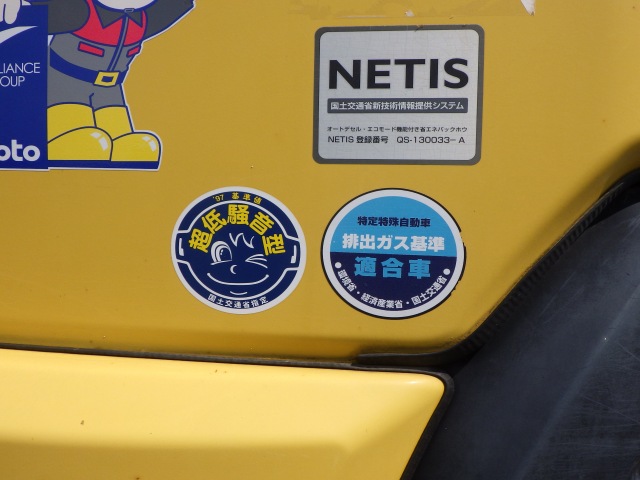 LIANCE
OUP
oto
NETIS
国土交通省新技術情報提供システム
オートデセル・エコモード機能付き省エネバックホウ
NETIS 登録番号 QS-130033-A
'97 基準値
超低騒音型
国土交通省指定
特定特殊自動車
排出ガス基準
適合車
環境省・経済産業省・国土交通省